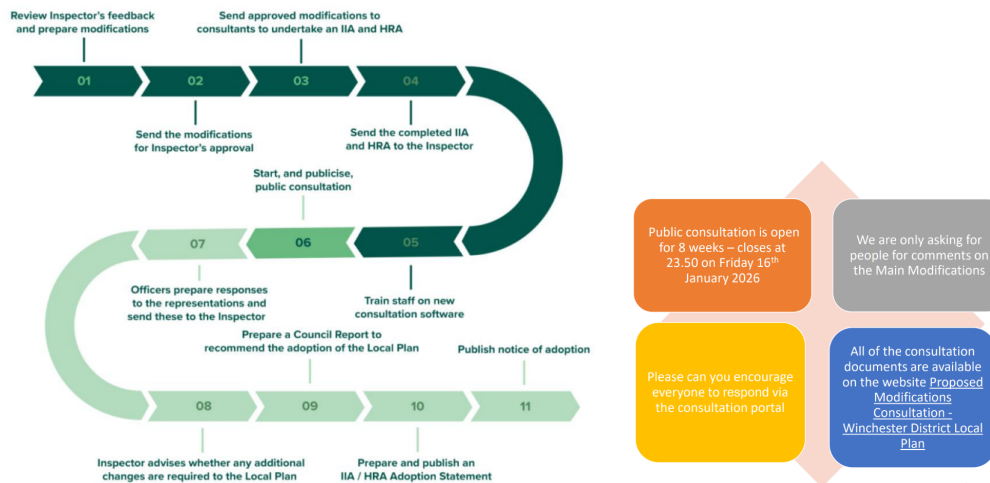 Review Inspector's feedback
and prepare modifications
Send approved modifications to
consultants to undertake an IIA and HRA
01
02
03
04
Send the modifications
for Inspector's approval
Send the completed IIA
and HRA to the Inspector
Start, and publicise,
public consultation
07
06
05
Officers prepare responses
to the representations and
send these to the Inspector
Train staff on new
consultation software
Prepare a Council Report to
recommend the adoption of the Local Plan
Publish notice of adoption
08
09
10
11
Inspector advises whether any additional
changes are required to the Local Plan
Prepare and publish an
IIA / HRA Adoption Statement
Public consultation is open
for 8 weeks – closes at
23.50 on Friday 16th
January 2026
We are only asking for
people for comments on
the Main Modifications
Please can you encourage
everyone to respond via
the consultation portal
All of the consultation
documents are available
on the website Proposed
Modifications
Consultation -
Winchester District Local
Plan